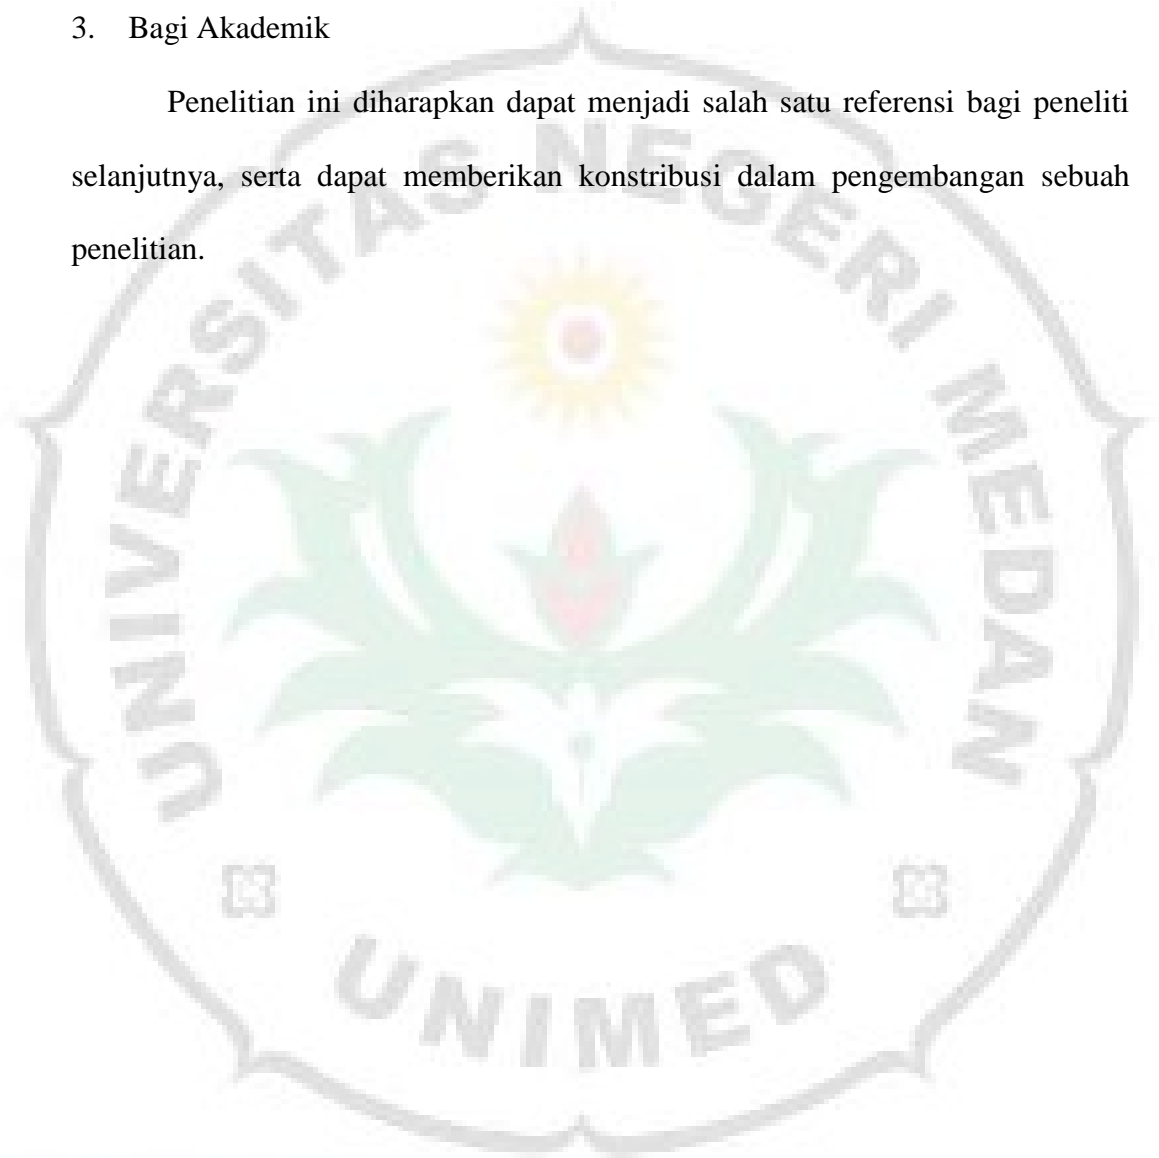 3. Bagi Akademik
Penelitian ini diharapkan dapat menjadi salah satu referensi bagi peneliti
selanjutnya, serta dapat memberikan konstribusi dalam pengembangan sebuah
penelitian.
UNIVERSITAS NEGERI MEDAN
UNIMED